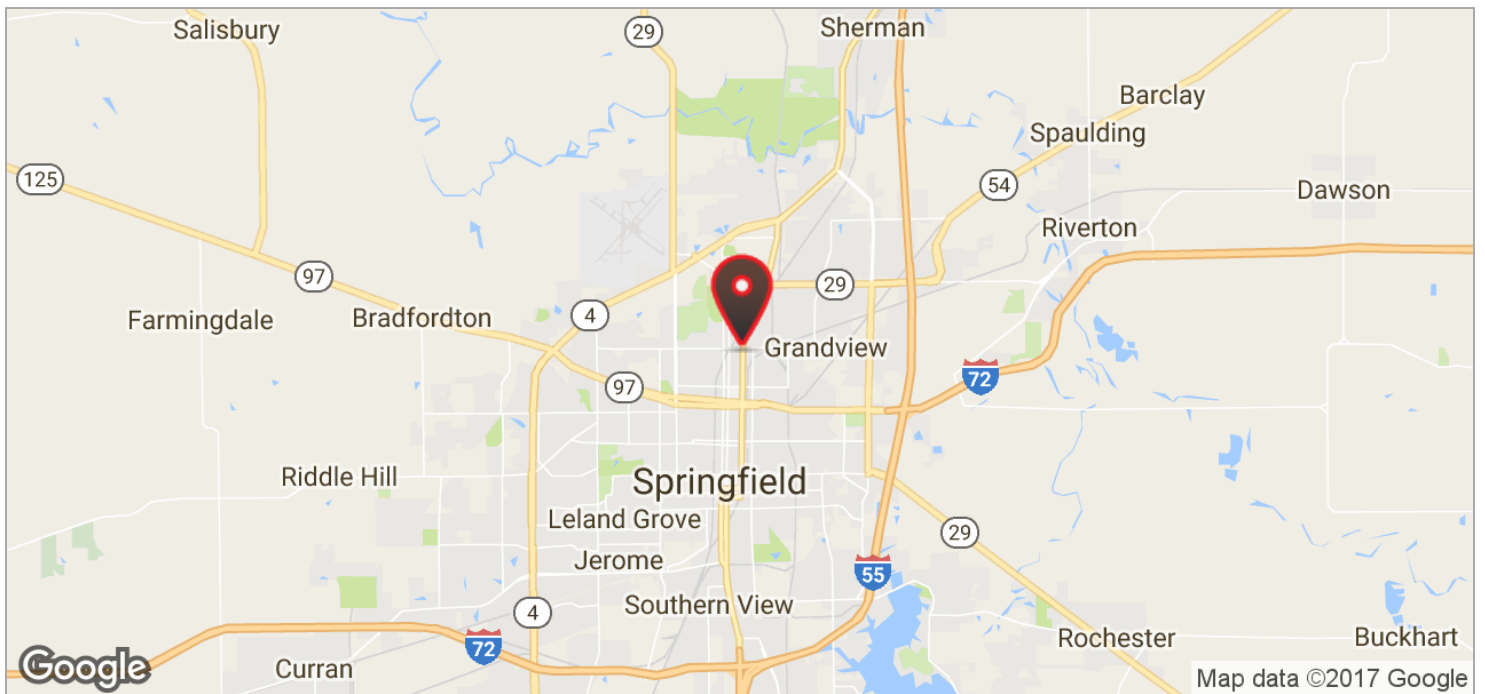 Salisbury
29
Sherman
Barclay
Spaulding
125
54
Dawson
Riverton
97
29
4
Farmingdale
Bradfordton
Grandview
72
97
Riddle Hill
Springfield
Leland Grove
29
Jerome
55
Southern View
4
Rochester
Buckhart
72
Curran
Google
Map data ©2017 Google